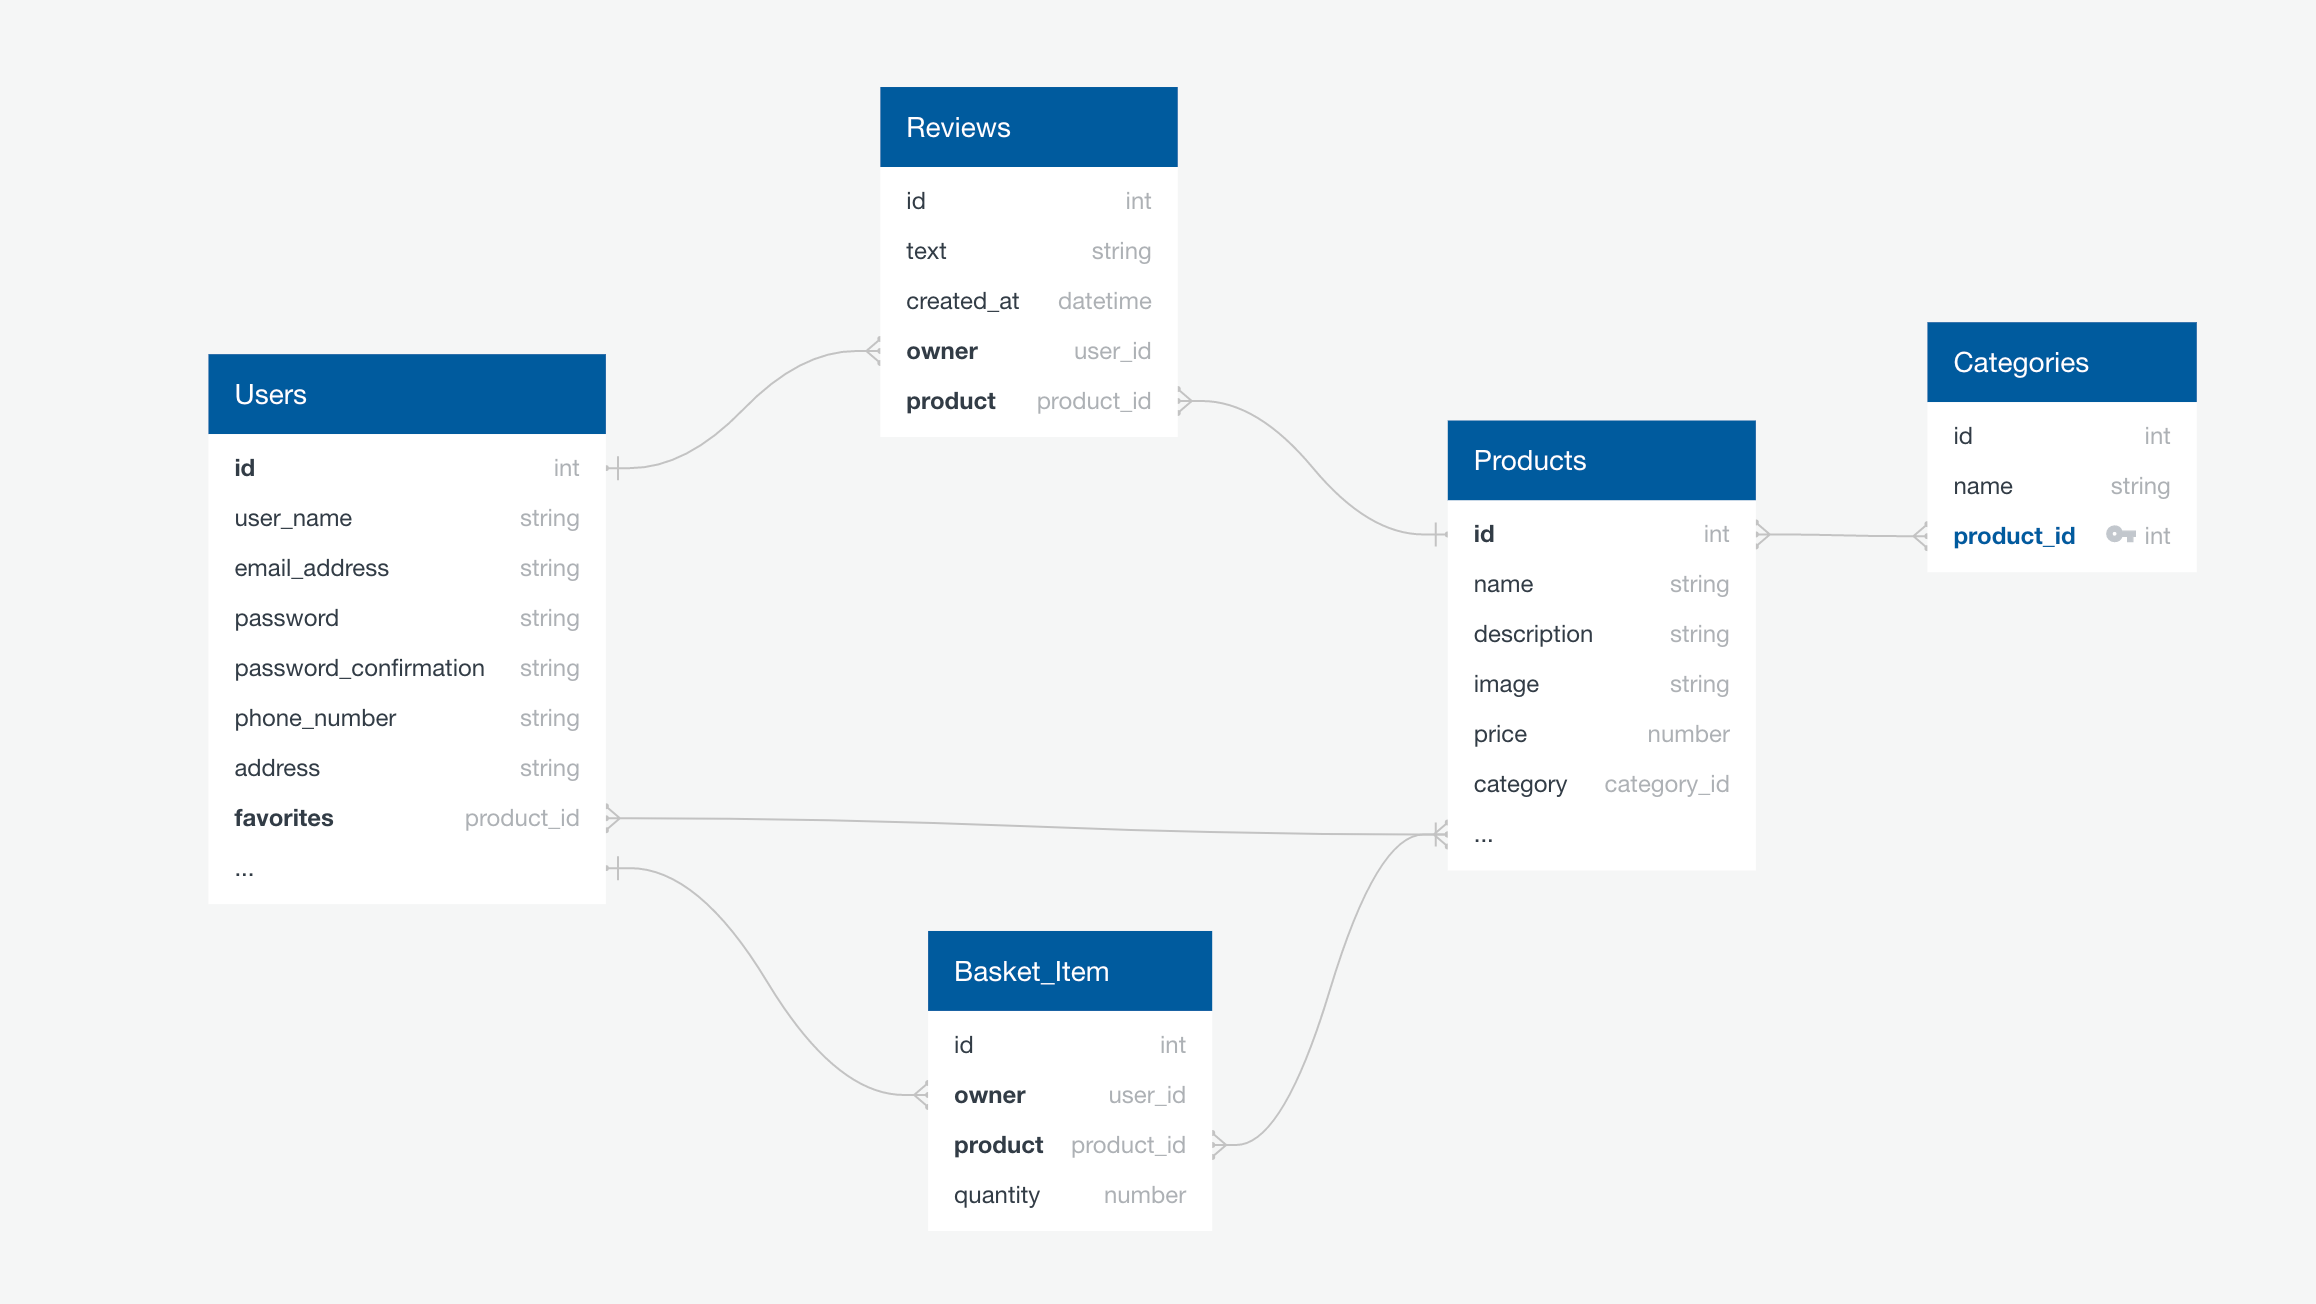 Reviews
id int
text string
created_at datetime
owner user_id
product product_id
Users
id int
user_name string
email_address string
password string
password_confirmation string
phone_number string
address string
favorites product_id
...
Products
id int
name string
description string
image string
price number
category category_id
...
Categories
id int
name string
product_id int
Basket_Item
id int
owner user_id
product product_id
quantity number